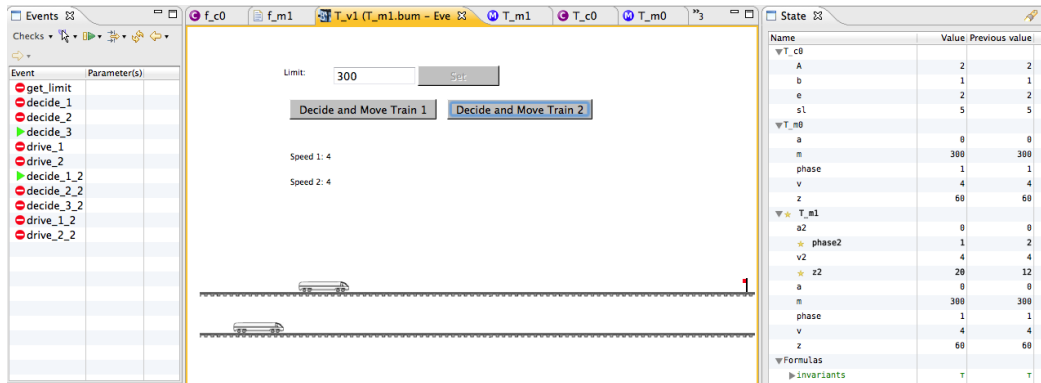 Events
Checks
Event Parameter(s)
get_limit
decide_1
decide_2
decide_3
drive_1
drive_2
decide_1_2
decide_2_2
decide_3_2
drive_1_2
drive_2_2
f_c0 f_m1 T_v1 (T_m1.bum - Eve T_m1 T_c0 T_m0 "3
Limit: 300 Set
Decide and Move Train 1 Decide and Move Train 2
Speed 1: 4
Speed 2: 4
State
Name Value Previous value
T_c0
A 2 2
b 1 1
e 2 2
sl 5 5
T_m0
a 0 0
m 300 300
phase 1 1
v 4 4
z 60 60
T_m1
a2 0 0
phase2 1 2
v2 4 4
z2 20 12
a 0 0
m 300 300
phase 1 1
v 4 4
z 60 60
Formulas
invariants ⊤ ⊤